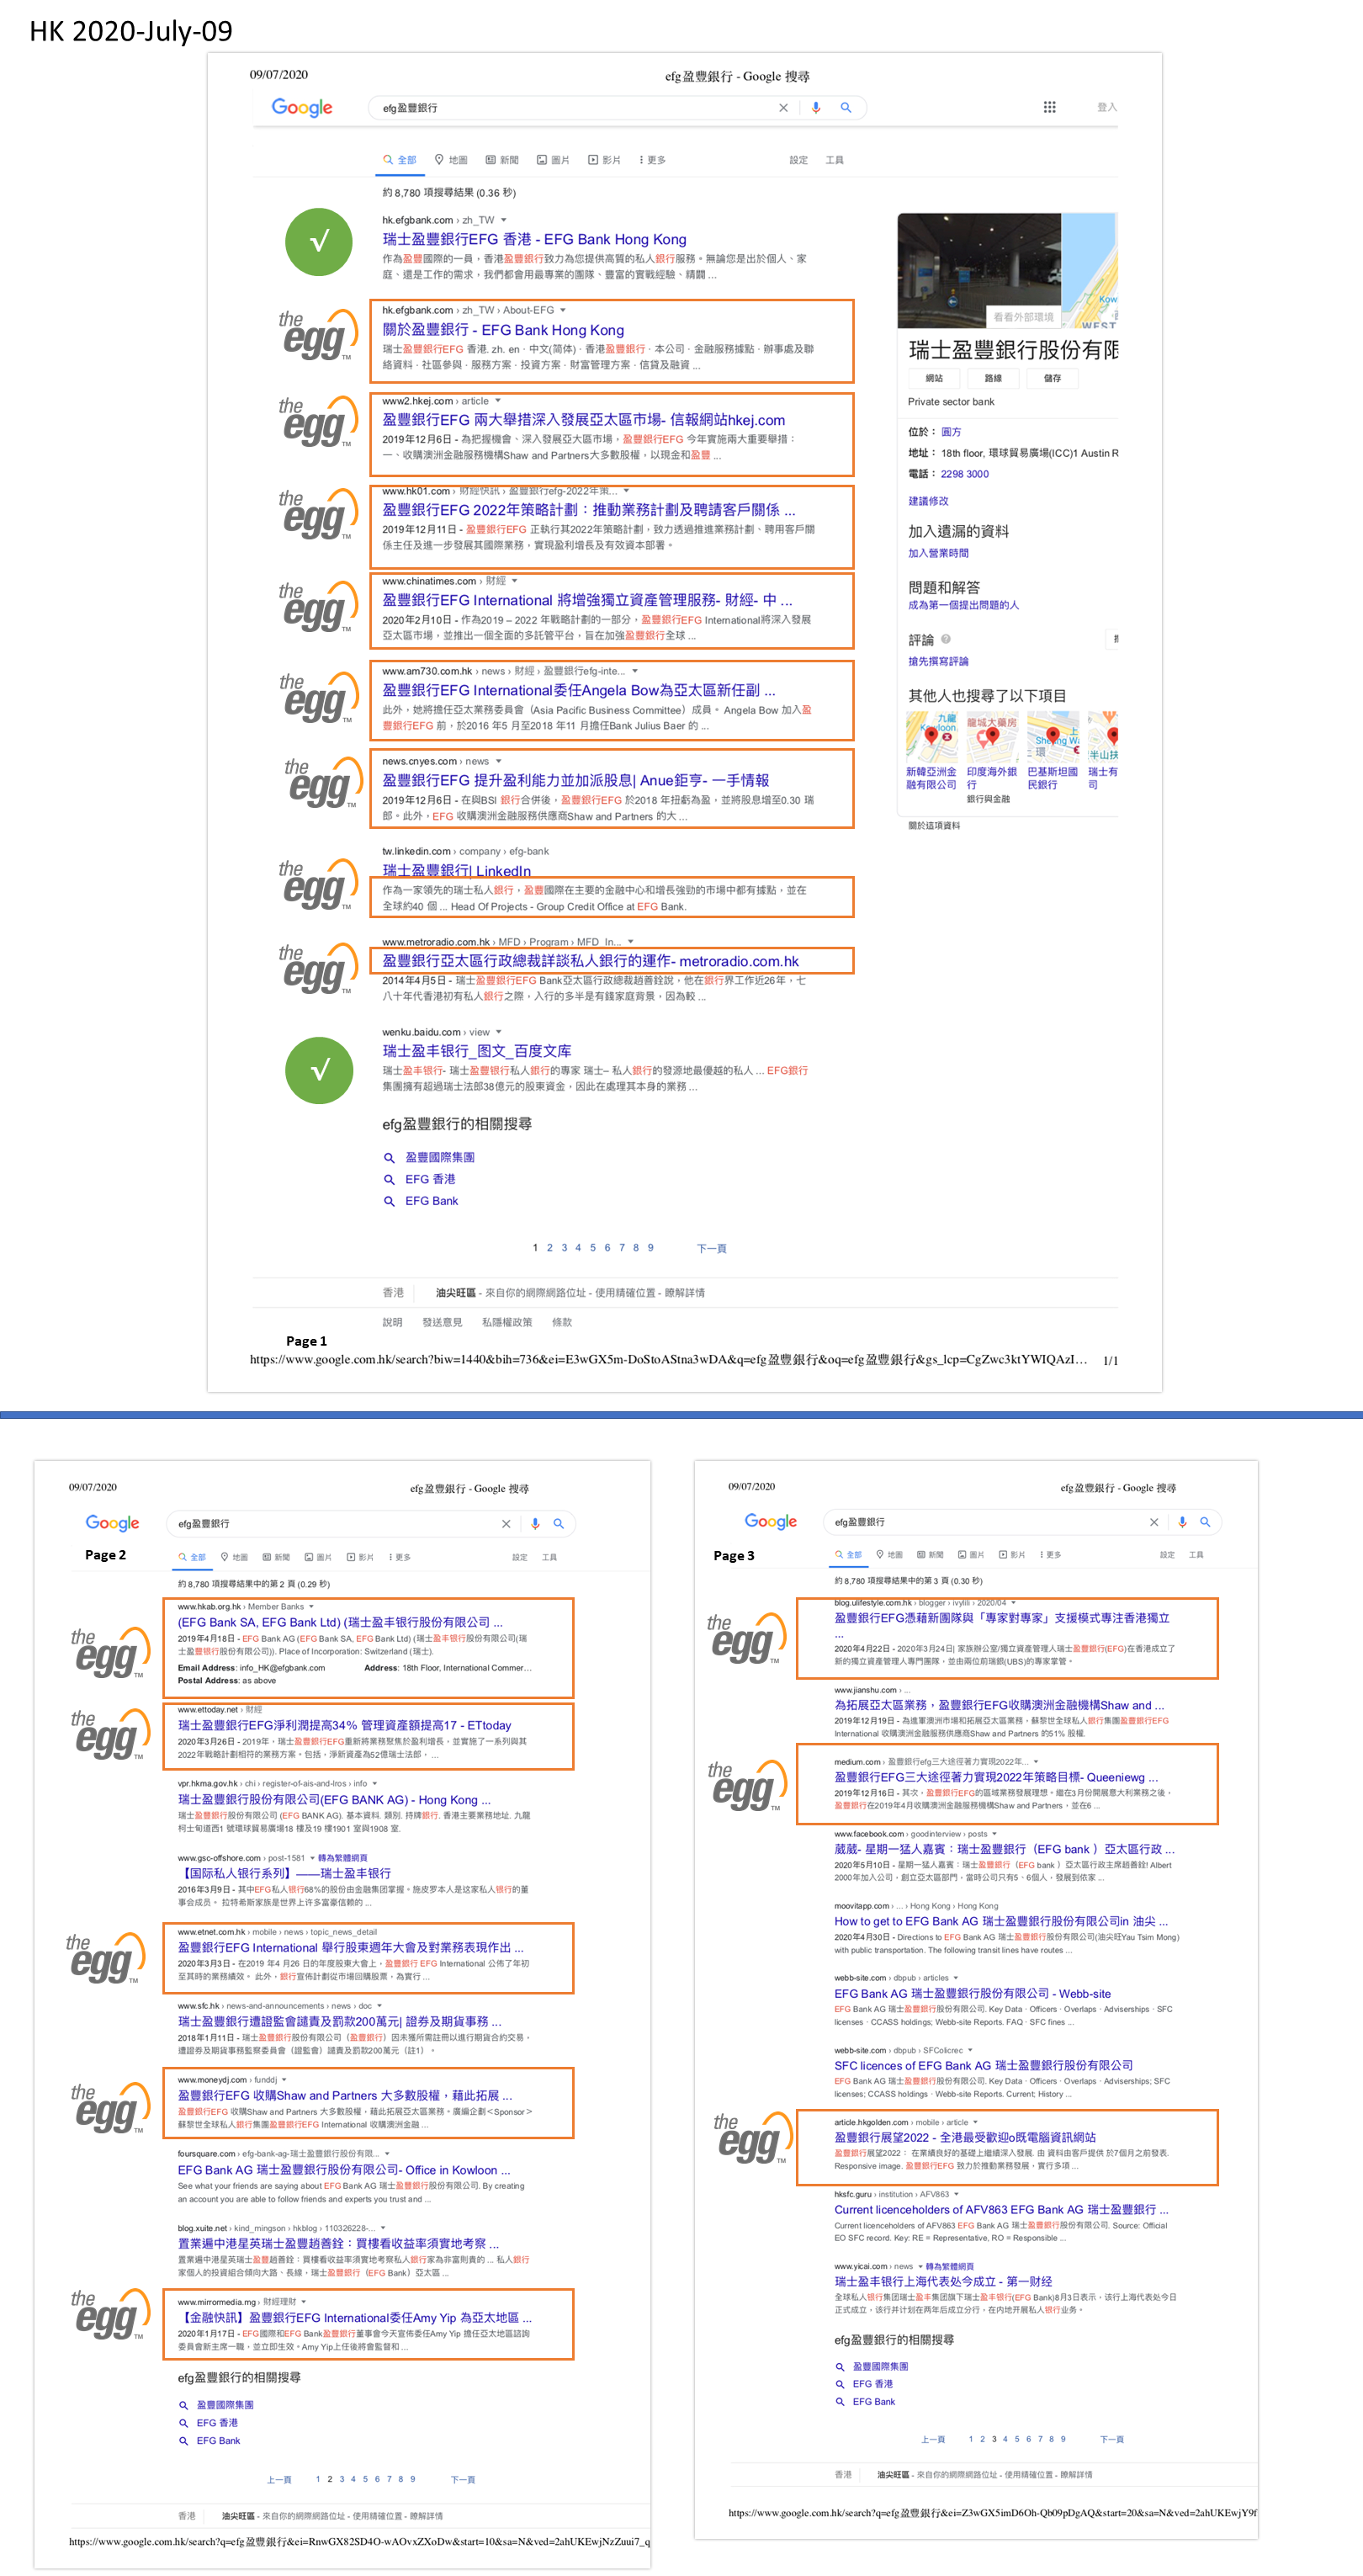 HK 2020-July-09
09/07/2020
efg盈豐銀行 - Google 搜尋
Google
efg盈豐銀行
登入
全部
地圖
新聞
圖片
影片
更多
設定
工具
約 8,780 項搜尋結果 (0.36 秒)
√
hk.efgbank.com › zh_TW
瑞士盈豐銀行EFG 香港 - EFG Bank Hong Kong
作為盈豐國際的一員，香港盈豐銀行致力為您提供高質的私人銀行服務。無論您是出於個人、家
庭、還是工作的需求，我們都會用最專業的團隊、豐富的實戰經驗、精闢 ...
the
egg™
hk.efgbank.com › zh_TW › About-EFG
關於盈豐銀行 - EFG Bank Hong Kong
瑞士盈豐銀行EFG 香港. zh. en · 中文(简体) · 香港盈豐銀行 · 本公司 · 金融服務據點 · 辦事處及聯
絡資料 · 社區參與 · 服務方案 · 投資方案 · 財富管理方案 · 信貸及融資 ...
the
egg™
www2.hkej.com › article
盈豐銀行EFG 兩大舉措深入發展亞太區市場- 信報網站hkej.com
2019年12月6日 - 為把握機會、深入發展亞太區市場，盈豐銀行EFG 今年實施兩大重要舉措：
一、收購澳洲金融服務機構Shaw and Partners大多數股權，以現金和盈豐 ...
the
egg™
www.hk01.com › 財經快訊 › 盈豐銀行efg-2022年策...
盈豐銀行EFG 2022年策略計劃：推動業務計劃及聘請客戶關係 ...
2019年12月11日 - 盈豐銀行EFG 正執行其2022年策略計劃，致力透過推進業務計劃、聘用客戶關
係主任及進一步發展其國際業務，實現盈利增長及有效資本部署。
the
egg™
www.chinatimes.com › 財經
盈豐銀行EFG International 將增強獨立資產管理服務- 財經- 中 ...
2020年2月10日 - 作為2019 – 2022 年戰略計劃的一部分，盈豐銀行EFG International將深入發展
亞太區市場，並推出一個全面的多託管平台，旨在加強盈豐銀行全球 ...
the
egg™
www.am730.com.hk › news › 財經 › 盈豐銀行efg-inte...
盈豐銀行EFG International委任Angela Bow為亞太區新任副 ...
此外，她將擔任亞太業務委員會（Asia Pacific Business Committee）成員。 Angela Bow 加入盈
豐銀行EFG 前，於2016 年5 月至2018 年11 月擔任Bank Julius Baer 的 ...
the
egg™
news.cnyes.com › news
盈豐銀行EFG 提升盈利能力並加派股息| Anue鉅亨- 一手情報
2019年12月6日 - 在與BSI 銀行合併後，盈豐銀行EFG 於2018 年扭虧為盈，並將股息增至0.30 瑞
郎。此外，EFG 收購澳洲金融服務供應商Shaw and Partners 的大 ...
the
egg™
tw.linkedin.com › company › efg-bank
瑞士盈豐銀行| LinkedIn
作為一家領先的瑞士私人銀行，盈豐國際在主要的金融中心和增長強勁的市場中都有據點，並在
全球約40 個 ... Head Of Projects - Group Credit Office at EFG Bank.
the
egg™
www.metroradio.com.hk › MFD › Program › MFD_In...
盈豐銀行亞太區行政總裁詳談私人銀行的運作- metroradio.com.hk
2014年4月5日 - 瑞士盈豐銀行EFG Bank亞太區行政總裁趙善銓說，他在銀行界工作近26年，七
八十年代香港初有私人銀行之際，入行的多半是有錢家庭背景，因為較 ...
√
wenku.baidu.com › view
瑞士盈丰银行_图文_百度文库
瑞士盈丰银行- 瑞士盈豐银行私人銀行的專家 瑞士– 私人銀行的發源地最優越的私人 ... EFG銀行
集團擁有超過瑞士法郎38億元的股東資金，因此在處理其本身的業務 ...
efg盈豐銀行的相關搜尋
盈豐國際集團
EFG 香港
EFG Bank
1 2 3 4 5 6 7 8 9 下一頁
香港
油尖旺區 - 來自你的網際網路位址 - 使用精確位置 - 瞭解詳情
說明 發送意見 私隱權政策 條款
Page 1
https://www.google.com.hk/search?biw=1440&bih=736&ei=E3wGX5m-DoStoAStna3wDA&q=efg盈豐銀行&oq=efg盈豐銀行&gs_lcp=CgZwc3ktYWIQAzI… 1/1
看看外部環境
瑞士盈豐銀行股份有限
網站 路線 儲存
Private sector bank
位於： 圓方
地址： 18th floor, 環球貿易廣場(ICC)1 Austin R
電話： 2298 3000
建議修改
加入遺漏的資料
加入營業時間
問題和解答
成為第一個提出問題的人
評論
搶先撰寫評論
其他人也搜尋了以下項目
新韓亞洲金
融有限公司
印度海外銀
行
銀行與金融
巴基斯坦國
民銀行
瑞士有
司
關於這項資料
09/07/2020
efg盈豐銀行 - Google 搜尋
Google
efg盈豐銀行
Page 2
全部 地圖 新聞 圖片 影片 更多 設定 工具
約 8,780 項搜尋結果中的第 2 頁 (0.29 秒)
the
egg™
www.hkab.org.hk › Member Banks
(EFG Bank SA, EFG Bank Ltd) (瑞士盈丰银行股份有限公司 ...
2019年4月18日 - EFG Bank AG (EFG Bank SA, EFG Bank Ltd) (瑞士盈丰银行股份有限公司(瑞
士盈豐銀行股份有限公司)). Place of Incorporation: Switzerland (瑞士).
Email Address: info_HK@efgbank.com Address: 18th Floor, International Commer…
Postal Address: as above
the
egg™
www.ettoday.net › 財經
瑞士盈豐銀行EFG淨利潤提高34% 管理資產額提高17 - ETtoday
2020年3月26日 - 2019年，瑞士盈豐銀行EFG重新將業務聚焦於盈利增長，並實施了一系列與其
2022年戰略計劃相符的業務方案。包括，淨新資產為52億瑞士法郎， ...
vpr.hkma.gov.hk › chi › register-of-ais-and-lros › info
瑞士盈豐銀行股份有限公司(EFG BANK AG) - Hong Kong ...
瑞士盈豐銀行股份有限公司 (EFG BANK AG). 基本資料. 類別. 持牌銀行. 香港主要業務地址. 九龍
柯士甸道西1 號環球貿易廣場18 樓及19 樓1901 室與1908 室.
www.gsc-offshore.com › post-1581 轉為繁體網頁
【国际私人银行系列】——瑞士盈丰银行
2016年3月9日 - 其中EFG私人银行68%的股份由金融集团掌握。施皮罗本人是这家私人银行的董
事会成员。 拉特希斯家族是世界上许多富豪信赖的 ...
the
egg™
www.etnet.com.hk › mobile › news › topic_news_detail
盈豐銀行EFG International 舉行股東週年大會及對業務表現作出 ...
2020年3月3日 - 在2019 年4 月26 日的年度股東大會上，盈豐銀行 EFG International 公佈了年初
至其時的業務績效。 此外，銀行宣佈計劃從市場回購股票，為實行 ...
www.sfc.hk › news-and-announcements › news › doc
瑞士盈豐銀行遭證監會譴責及罰款200萬元| 證券及期貨事務 ...
2018年1月11日 - 瑞士盈豐銀行股份有限公司（盈豐銀行）因未獲所需註冊以進行期貨合約交易，
遭證券及期貨事務監察委員會（證監會）譴責及罰款200萬元（註1）。
the
egg™
www.moneydj.com › funddj
盈豐銀行EFG 收購Shaw and Partners 大多數股權，藉此拓展 ...
盈豐銀行EFG 收購Shaw and Partners 大多數股權，藉此拓展亞太區業務。廣編企劃＜Sponsor＞
蘇黎世全球私人銀行集團盈豐銀行EFG International 收購澳洲金融 ...
foursquare.com › efg-bank-ag-瑞士盈豐銀行股份有限...
EFG Bank AG 瑞士盈豐銀行股份有限公司- Office in Kowloon ...
See what your friends are saying about EFG Bank AG 瑞士盈豐銀行股份有限公司. By creating
an account you are able to follow friends and experts you trust and ...
blog.xuite.net › kind_mingson › hkblog › 110326228-...
置業遍中港星英瑞士盈豐趙善銓：買樓看收益率須實地考察 ...
置業遍中港星英瑞士盈豐趙善銓：買樓看收益率須實地考察私人銀行家為非富則貴的 ... 私人銀行
家個人的投資組合傾向大路、長線，瑞士盈豐銀行（EFG Bank）亞太區 ...
the
egg™
www.mirrormedia.mg › 財經理財
【金融快訊】盈豐銀行EFG International委任Amy Yip 為亞太地區 ...
2020年1月17日 - EFG國際和EFG Bank盈豐銀行董事會今天宣佈委任Amy Yip 擔任亞太地區諮詢
委員會新主席一職，並立即生效。Amy Yip上任後將會監督和 ...
efg盈豐銀行的相關搜尋
盈豐國際集團
EFG 香港
EFG Bank
上一頁 1 2 3 4 5 6 7 8 9 下一頁
香港 油尖旺區 - 來自你的網際網路位址 - 使用精確位置 - 瞭解詳情
https://www.google.com.hk/search?q=efg盈豐銀行&ei=RnwGX82SD4O-wAOvxZXoDw&start=10&sa=N&ved=2ahUKEwjNzZuui7_q
09/07/2020
efg盈豐銀行 - Google 搜尋
Google
efg盈豐銀行
Page 3
全部 地圖 新聞 圖片 影片 更多 設定 工具
約 8,780 項搜尋結果中的第 3 頁 (0.30 秒)
the
egg™
blog.ulifestyle.com.hk › blogger › ivylili › 2020/04
盈豐銀行EFG憑藉新團隊與「專家對專家」支援模式專注香港獨立
...
2020年4月22日 - 2020年3月24日| 家族辦公室/獨立資產管理人瑞士盈豐銀行(EFG)在香港成立了
新的獨立資產管理人專門團隊，並由兩位前瑞銀(UBS)的專家掌管。
www.jianshu.com › ...
為拓展亞太區業務，盈豐銀行EFG收購澳洲金融機構Shaw and ...
2019年12月19日 - 為進軍澳洲市場和拓展亞太區業務，蘇黎世全球私人銀行集團盈豐銀行EFG
International 收購澳洲金融服務供應商Shaw and Partners 的51% 股權.
the
egg™
medium.com › 盈豐銀行efg三大途徑著力實現2022年...
盈豐銀行EFG三大途徑著力實現2022年策略目標- Queeniewg ...
2019年12月16日 - 其次，盈豐銀行EFG的區域業務發展理想。繼在3月份開展意大利業務之後，
盈豐銀行在2019年4月收購澳洲金融服務機構Shaw and Partners，並在6 ...
www.facebook.com › goodinterview › posts
葳葳- 星期一猛人嘉賓：瑞士盈豐銀行（EFG bank ）亞太區行政 ...
2020年5月10日 - 星期一猛人嘉賓：瑞士盈豐銀行（EFG bank ）亞太區行政主席趙善銓! Albert
2000年加入公司，創立亞太區部門，當時公司只有5、6個人，發展到依家 ...
moovitapp.com › ... › Hong Kong › Hong Kong
How to get to EFG Bank AG 瑞士盈豐銀行股份有限公司in 油尖 ...
2020年4月30日 - Directions to EFG Bank AG 瑞士盈豐銀行股份有限公司(油尖旺Yau Tsim Mong)
with public transportation. The following transit lines have routes ...
webb-site.com › dbpub › articles
EFG Bank AG 瑞士盈豐銀行股份有限公司 - Webb-site
EFG Bank AG 瑞士盈豐銀行股份有限公司. Key Data · Officers · Overlaps · Adviserships · SFC
licenses · CCASS holdings; Webb-site Reports. FAQ · SFC fines ...
webb-site.com › dbpub › SFColicrec
SFC licences of EFG Bank AG 瑞士盈豐銀行股份有限公司
EFG Bank AG 瑞士盈豐銀行股份有限公司. Key Data · Officers · Overlaps · Adviserships; SFC
licenses; CCASS holdings · Webb-site Reports. Current; History ...
the
egg™
article.hkgolden.com › mobile › article
盈豐銀行展望2022 - 全港最受歡迎o既電腦資訊網站
盈豐銀行展望2022： 在業績良好的基礎上繼續深入發展. 由 資料由客戶提供 於7個月之前發表.
Responsive image. 盈豐銀行EFG 致力於推動業務發展，實行多項 ...
hksfc.guru › institution › AFV863
Current licenceholders of AFV863 EFG Bank AG 瑞士盈豐銀行 ...
Current licenceholders of AFV863 EFG Bank AG 瑞士盈豐銀行股份有限公司. Source: Official
EO SFC record. Key: RE = Representative, RO = Responsible ...
www.yicai.com › news 轉為繁體網頁
瑞士盈丰银行上海代表处今成立 - 第一财经
全球私人银行集团瑞士盈丰集团旗下瑞士盈丰银行(EFG Bank)8月3日表示，该行上海代表处今日
正式成立，该行并计划在两年后成立分行，在内地开展私人银行业务。
efg盈豐銀行的相關搜尋
盈豐國際集團
EFG 香港
EFG Bank
上一頁 1 2 3 4 5 6 7 8 9 下一頁
香港 油尖旺區 - 來自你的網際網路位址 - 使用精確位置 - 瞭解詳情
https://www.google.com.hk/search?q=efg盈豐銀行&ei=Z3wGX5imD6Oh-Qb09pDgAQ&start=20&sa=N&ved=2ahUKEwjY9f